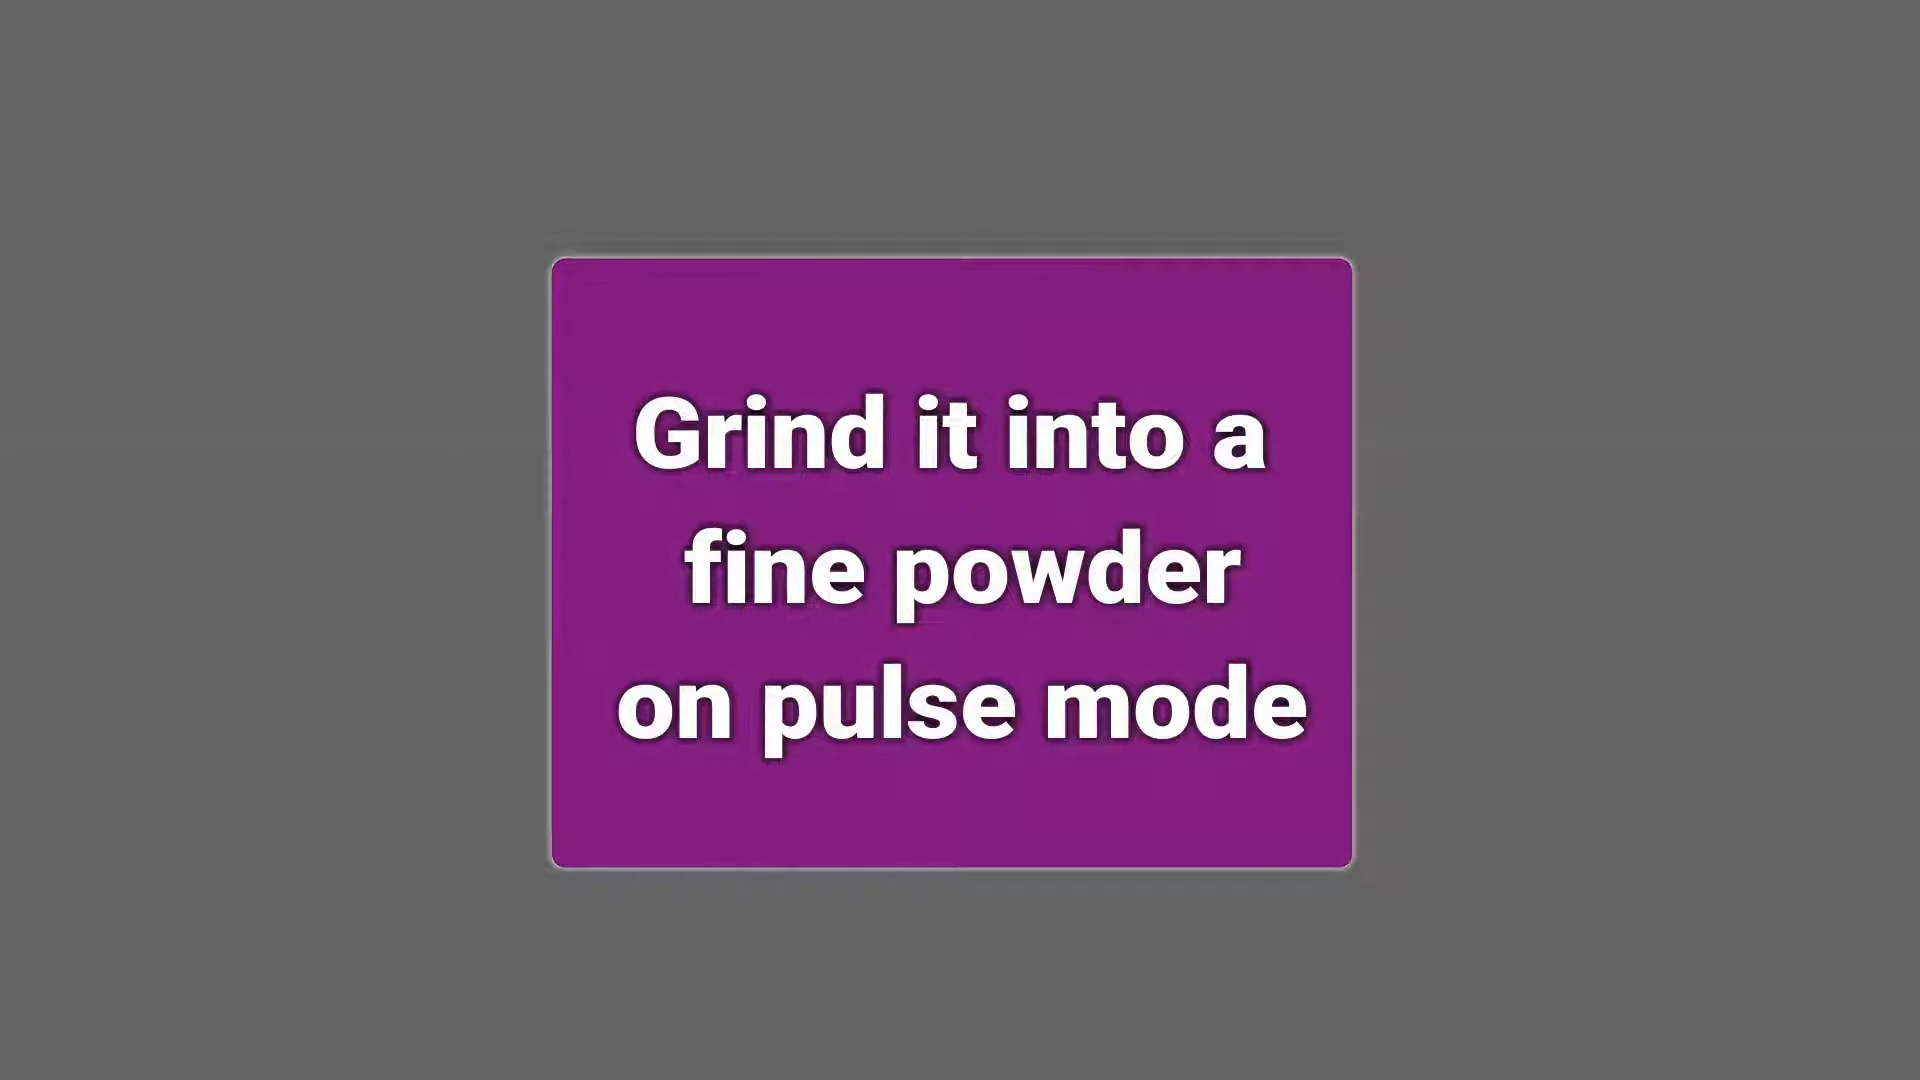 Grind it into a
fine powder
on pulse mode